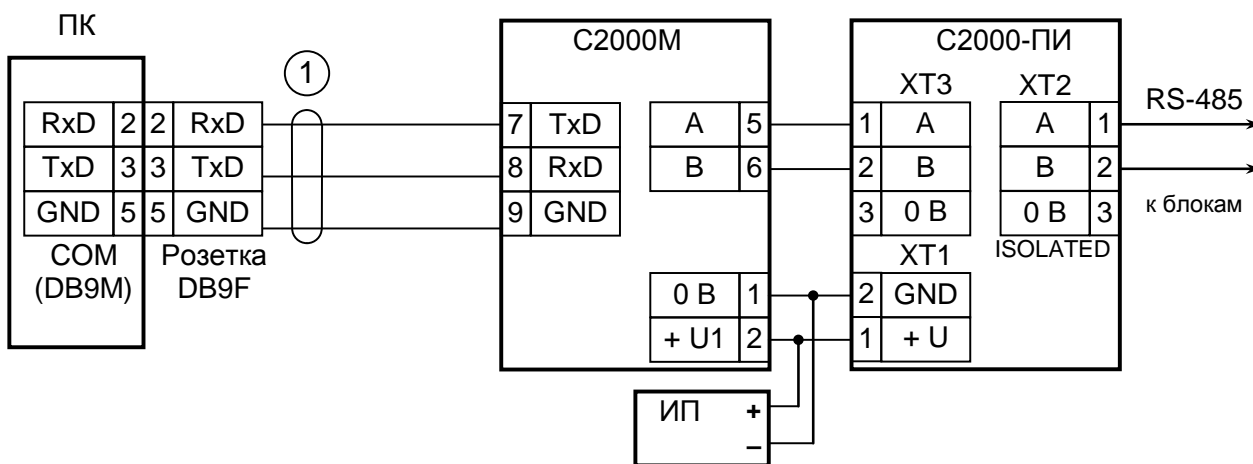 ПК
RxD 2 2 RxD
TxD 3 3 TxD
GND 5 5 GND
COM
(DB9M)
Розетка
DB9F
1
С2000М
7 TxD
8 RxD
9 GND
A 5
B 6
0 В 1
+ U1 2
ИП +
–
С2000-ПИ
XT3
1 A
2 B
3 0 В
XT2
A 1
B 2
0 В 3
ISOLATED
XT1
2 GND
1 + U
RS-485
к блокам